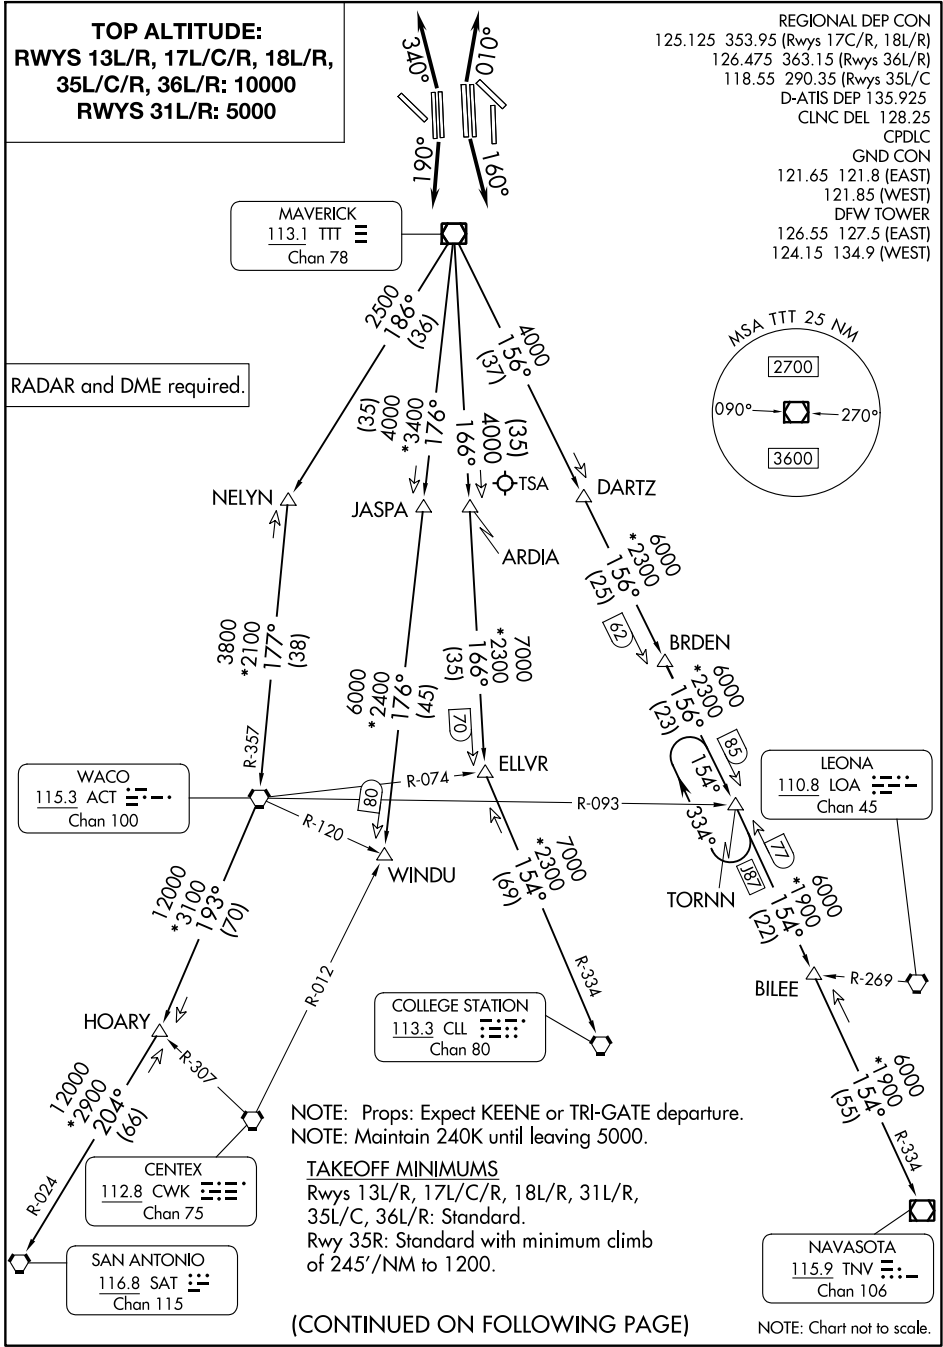 TOP ALTITUDE:
RWYS 13L/R, 17L/C/R, 18L/R,
35L/C/R, 36L/R: 10000
RWYS 31L/R: 5000
REGIONAL DEP CON
125.125 353.95 (Rwys 17C/R, 18L/R)
126.475 363.15 (Rwys 36L/R)
118.55 290.35 (Rwys 35L/C
D-ATIS DEP 135.925
CLNC DEL 128.25
CPDLC
GND CON
121.65 121.8 (EAST)
121.85 (WEST)
DFW TOWER
126.55 127.5 (EAST)
124.15 134.9 (WEST)
340°
010°
190°
160°
MAVERICK
113.1 TTT
Chan 78
RADAR and DME required.
MSA TTT 25 NM
2700
090°
270°
3600
2500
186°
(36)
(35)
4000
*3400
176°
166°
4000
(35)
4000
156°
(37)
TSA
NELYN
JASPA
ARDIA
DARTZ
6000
*2300
156°
(25)
62
BRDEN
3800
*2100
177°
(38)
R-357
6000
*2400
176°
(45)
80
7000
*2300
166°
(35)
70
ELLVR
6000
*2300
156°
(23)
85
154°
334°
J87
77
TORNN
WACO
115.3 ACT
Chan 100
R-074
R-093
R-120
WINDU
LEONA
110.8 LOA
Chan 45
12000
*3100
193°
(70)
7000
*2300
154°
(69)
R-334
6000
*1900
154°
(22)
BILEE
R-269
R-012
HOARY
R-307
COLLEGE STATION
113.3 CLL
Chan 80
12000
*2900
204°
(66)
R-024
6000
*1900
154°
(55)
R-334
CENTEX
112.8 CWK
Chan 75
SAN ANTONIO
116.8 SAT
Chan 115
NAVASOTA
115.9 TNV
Chan 106
NOTE: Props: Expect KEENE or TRI-GATE departure.
NOTE: Maintain 240K until leaving 5000.
TAKEOFF MINIMUMS
Rwys 13L/R, 17L/C/R, 18L/R, 31L/R,
35L/C, 36L/R: Standard.
Rwy 35R: Standard with minimum climb
of 245'/NM to 1200.
(CONTINUED ON FOLLOWING PAGE)
NOTE: Chart not to scale.